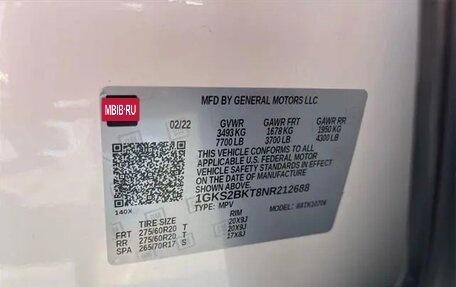 MBIB.RU
MFD BY GENERAL MOTORS LLC
02/22 GVWR GAWR FRT GAWR RR
3493 KG 1678 KG 1950 KG
7700 LB 3700 LB 4300 LB
THIS VEHICLE CONFORMS TO ALL
APPLICABLE U.S. FEDERAL MOTOR
VEHICLE SAFETY
STANDARDS IN EFFECT ON THE DATE OF
MANUFACTURE SHOWN ABOVE.
1GKS2BKT8NR212688
140X TYPE: MPV MODEL:
TIRE SIZE RIM
FRT 275/60R20 T 20X9J
RR 275/60R20 T 20X9J
SPA 265/70R17 S 17X8J